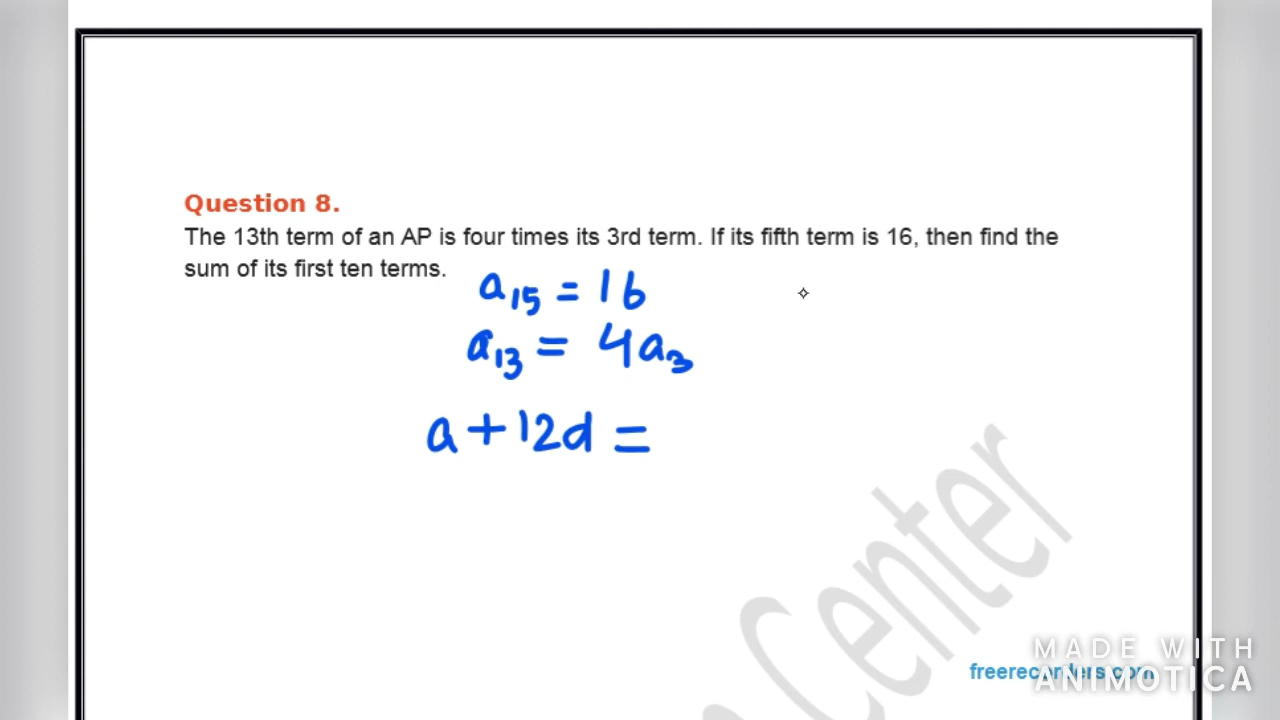 Question 8.
The 13th term of an AP is four times its 3rd term. If its fifth term is 16, then find the
sum of its first ten terms.
a₁₅ = 16
a₁₃ = 4a₃
a + 12d =
Center
MADE WITH
ANIMOTICA